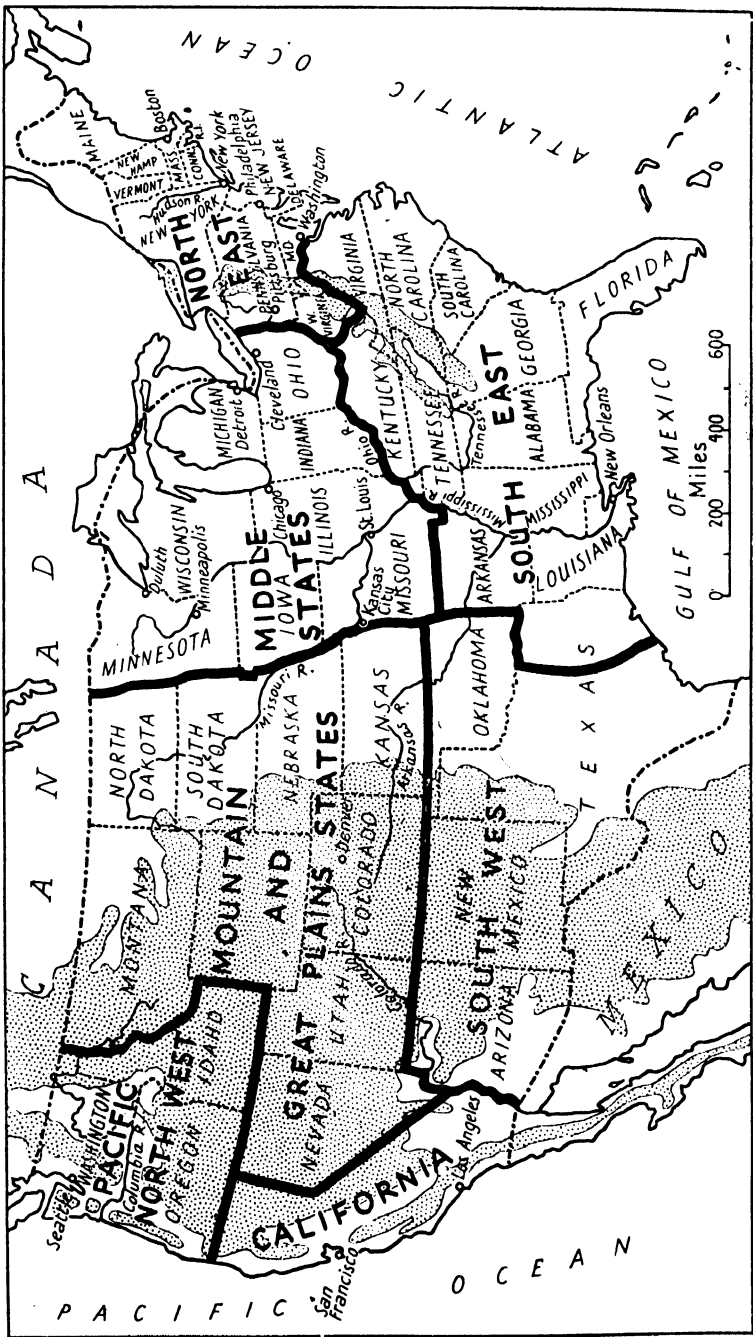 C A N A D A
PACIFIC OCEAN
ATLANTIC OCEAN
GULF OF MEXICO
MEXICO
PACIFIC
NORTH WEST
Seattle
WASHINGTON
Columbia R.
OREGON
IDAHO
CALIFORNIA
San
Francisco
Los Angeles
MOUNTAIN
AND
GREAT PLAINS STATES
MONTANA
NORTH
DAKOTA
SOUTH
DAKOTA
NEBRASKA
Missouri R.
KANSAS
Arkansas R.
Denver
COLORADO
UTAH
Colorado R.
NEVADA
SOUTH WEST
ARIZONA
NEW
MEXICO
TEXAS
OKLAHOMA
MIDDLE
STATES
MINNESOTA
Duluth
WISCONSIN
Minneapolis
IOWA
Chicago
ILLINOIS
St. Louis
Kansas
City
MISSOURI
MICHIGAN
Detroit
INDIANA
OHIO
Cleveland
Ohio R.
SOUTH EAST
KENTUCKY
TENNESSEE
Tenness. R.
Mississippi R.
MISSISSIPPI
ALABAMA
GEORGIA
FLORIDA
SOUTH
CAROLINA
NORTH
CAROLINA
VIRGINIA
ARKANSAS
LOUISIANA
New Orleans
NORTH
EAST
MAINE
NEW
HAMP
VERMONT
MASS
CONN
R.I.
Boston
Hudson R.
NEW YORK
New York
Philadelphia
NEW JERSEY
PENNSYLVANIA
Pittsburg
DELAWARE
MD.
Washington
W.
VIRGINIA
0 200 400 600
Miles